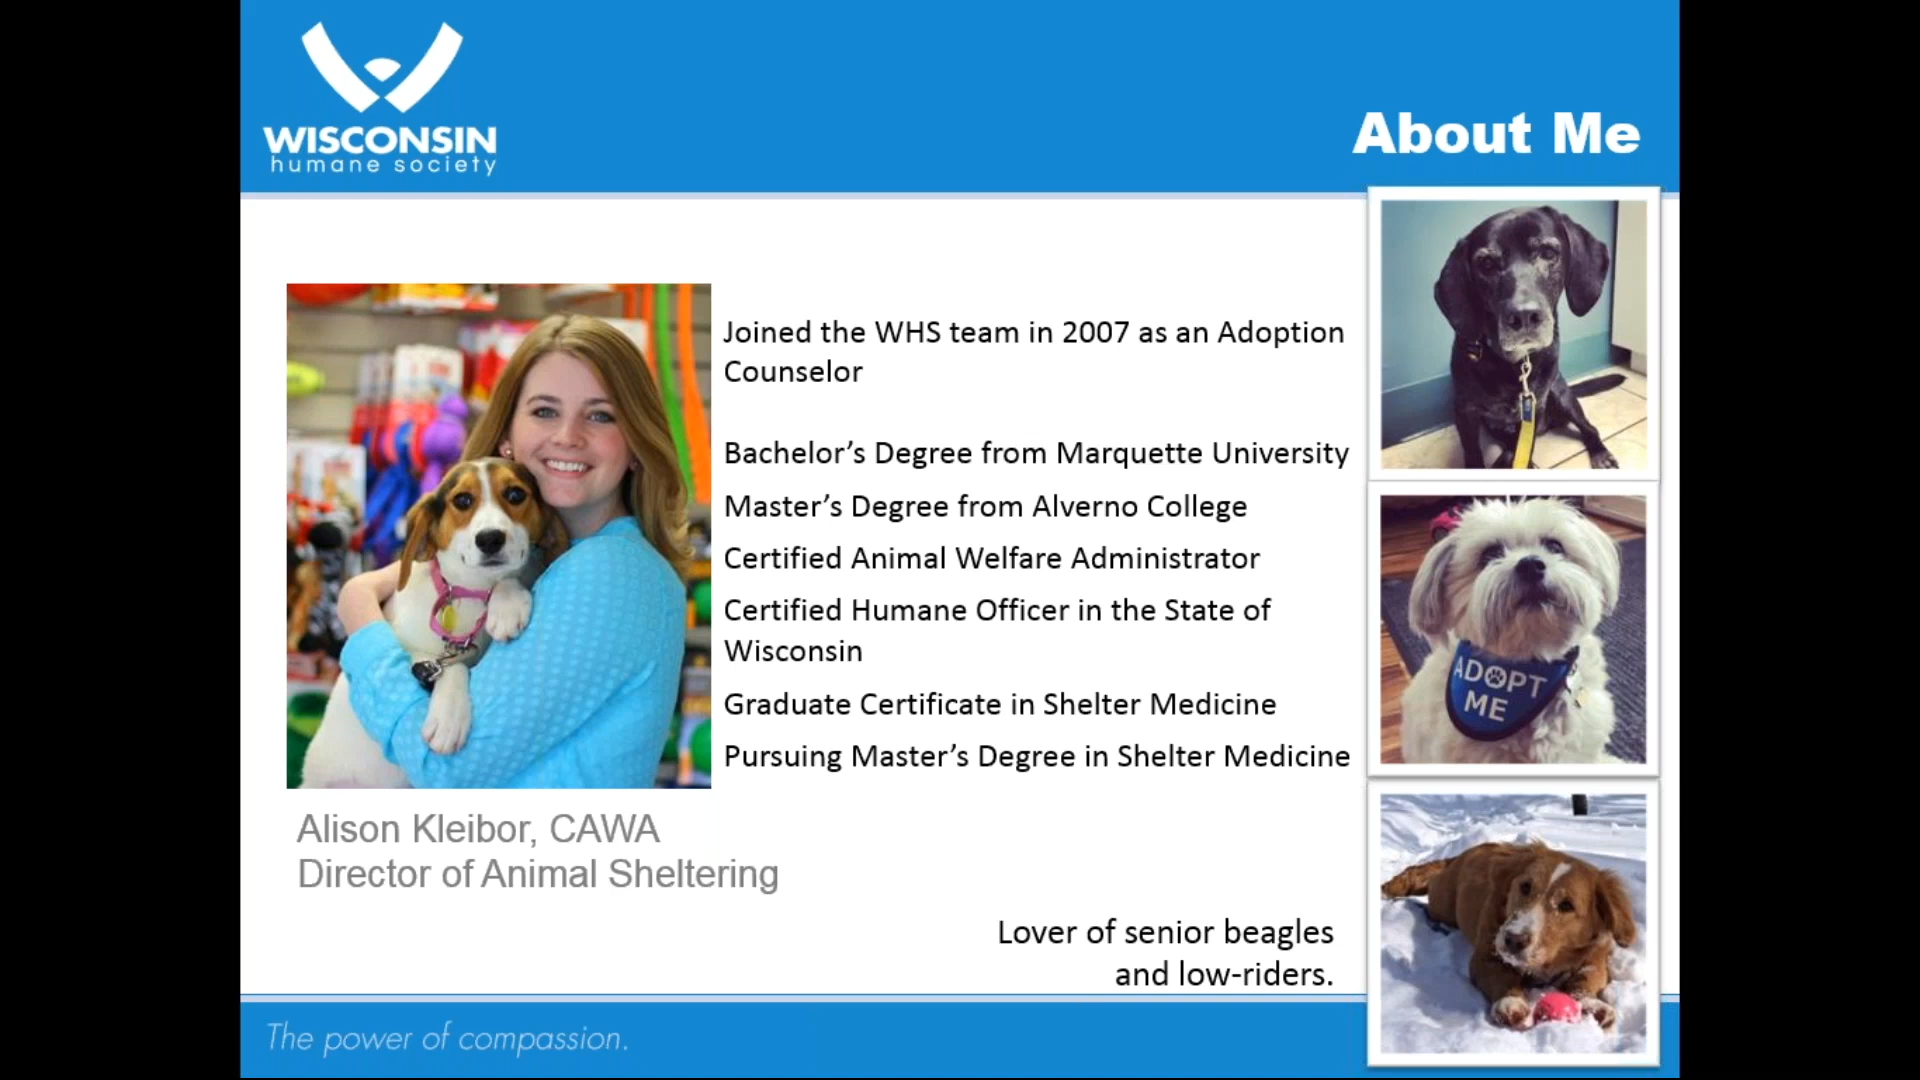 WISCONSIN
humane society
About Me
Joined the WHS team in 2007 as an Adoption
Counselor
Bachelor’s Degree from Marquette University
Master’s Degree from Alverno College
Certified Animal Welfare Administrator
Certified Humane Officer in the State of
Wisconsin
Graduate Certificate in Shelter Medicine
Pursuing Master’s Degree in Shelter Medicine
ADOPT
ME
Alison Kleibor, CAWA
Director of Animal Sheltering
Lover of senior beagles
and low-riders.
The power of compassion.